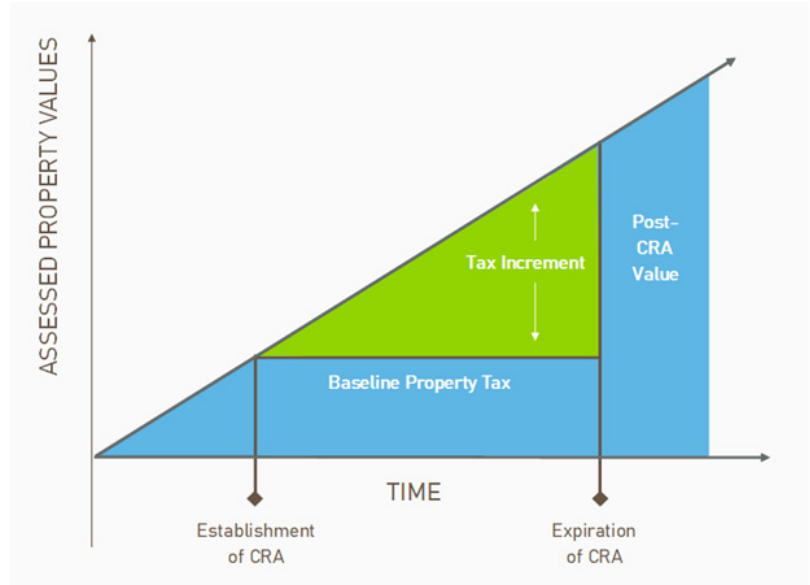 ASSESSED PROPERTY VALUES
Post-
CRA
Value
Tax Increment
Baseline Property Tax
TIME
Establishment
of CRA
Expiration
of CRA